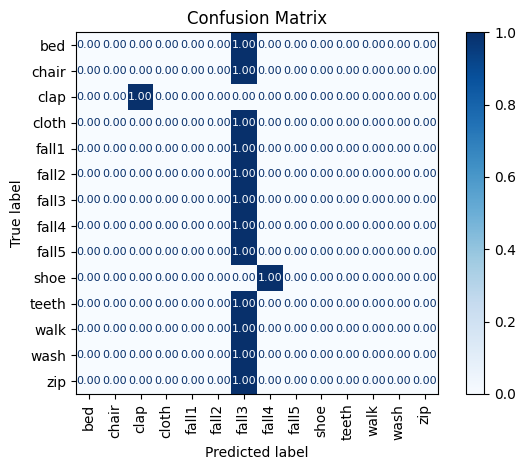 Confusion Matrix
bed 0.00 0.00 0.00 0.00 0.00 0.00 1.00 0.00 0.00 0.00 0.00 0.00 0.00 0.00
chair 0.00 0.00 0.00 0.00 0.00 0.00 1.00 0.00 0.00 0.00 0.00 0.00 0.00 0.00
clap 0.00 0.00 1.00 0.00 0.00 0.00 0.00 0.00 0.00 0.00 0.00 0.00 0.00 0.00
cloth 0.00 0.00 0.00 0.00 0.00 0.00 1.00 0.00 0.00 0.00 0.00 0.00 0.00 0.00
fall1 0.00 0.00 0.00 0.00 0.00 0.00 1.00 0.00 0.00 0.00 0.00 0.00 0.00 0.00
fall2 0.00 0.00 0.00 0.00 0.00 0.00 1.00 0.00 0.00 0.00 0.00 0.00 0.00 0.00
fall3 0.00 0.00 0.00 0.00 0.00 0.00 1.00 0.00 0.00 0.00 0.00 0.00 0.00 0.00
fall4 0.00 0.00 0.00 0.00 0.00 0.00 1.00 0.00 0.00 0.00 0.00 0.00 0.00 0.00
fall5 0.00 0.00 0.00 0.00 0.00 0.00 1.00 0.00 0.00 0.00 0.00 0.00 0.00 0.00
shoe 0.00 0.00 0.00 0.00 0.00 0.00 0.00 1.00 0.00 0.00 0.00 0.00 0.00 0.00
teeth 0.00 0.00 0.00 0.00 0.00 0.00 1.00 0.00 0.00 0.00 0.00 0.00 0.00 0.00
walk 0.00 0.00 0.00 0.00 0.00 0.00 1.00 0.00 0.00 0.00 0.00 0.00 0.00 0.00
wash 0.00 0.00 0.00 0.00 0.00 0.00 1.00 0.00 0.00 0.00 0.00 0.00 0.00 0.00
zip 0.00 0.00 0.00 0.00 0.00 0.00 1.00 0.00 0.00 0.00 0.00 0.00 0.00 0.00
True label
bed chair clap cloth fall1 fall2 fall3 fall4 fall5 shoe teeth walk wash zip
Predicted label
1.0
0.8
0.6
0.4
0.2
0.0